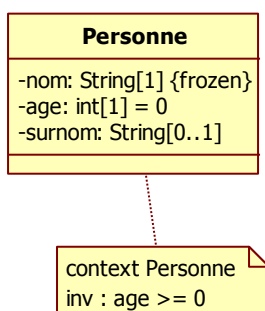 Personne
-nom: String[1] {frozen}
-age: int[1] = 0
-surnom: String[0..1]
context Personne
inv : age >= 0